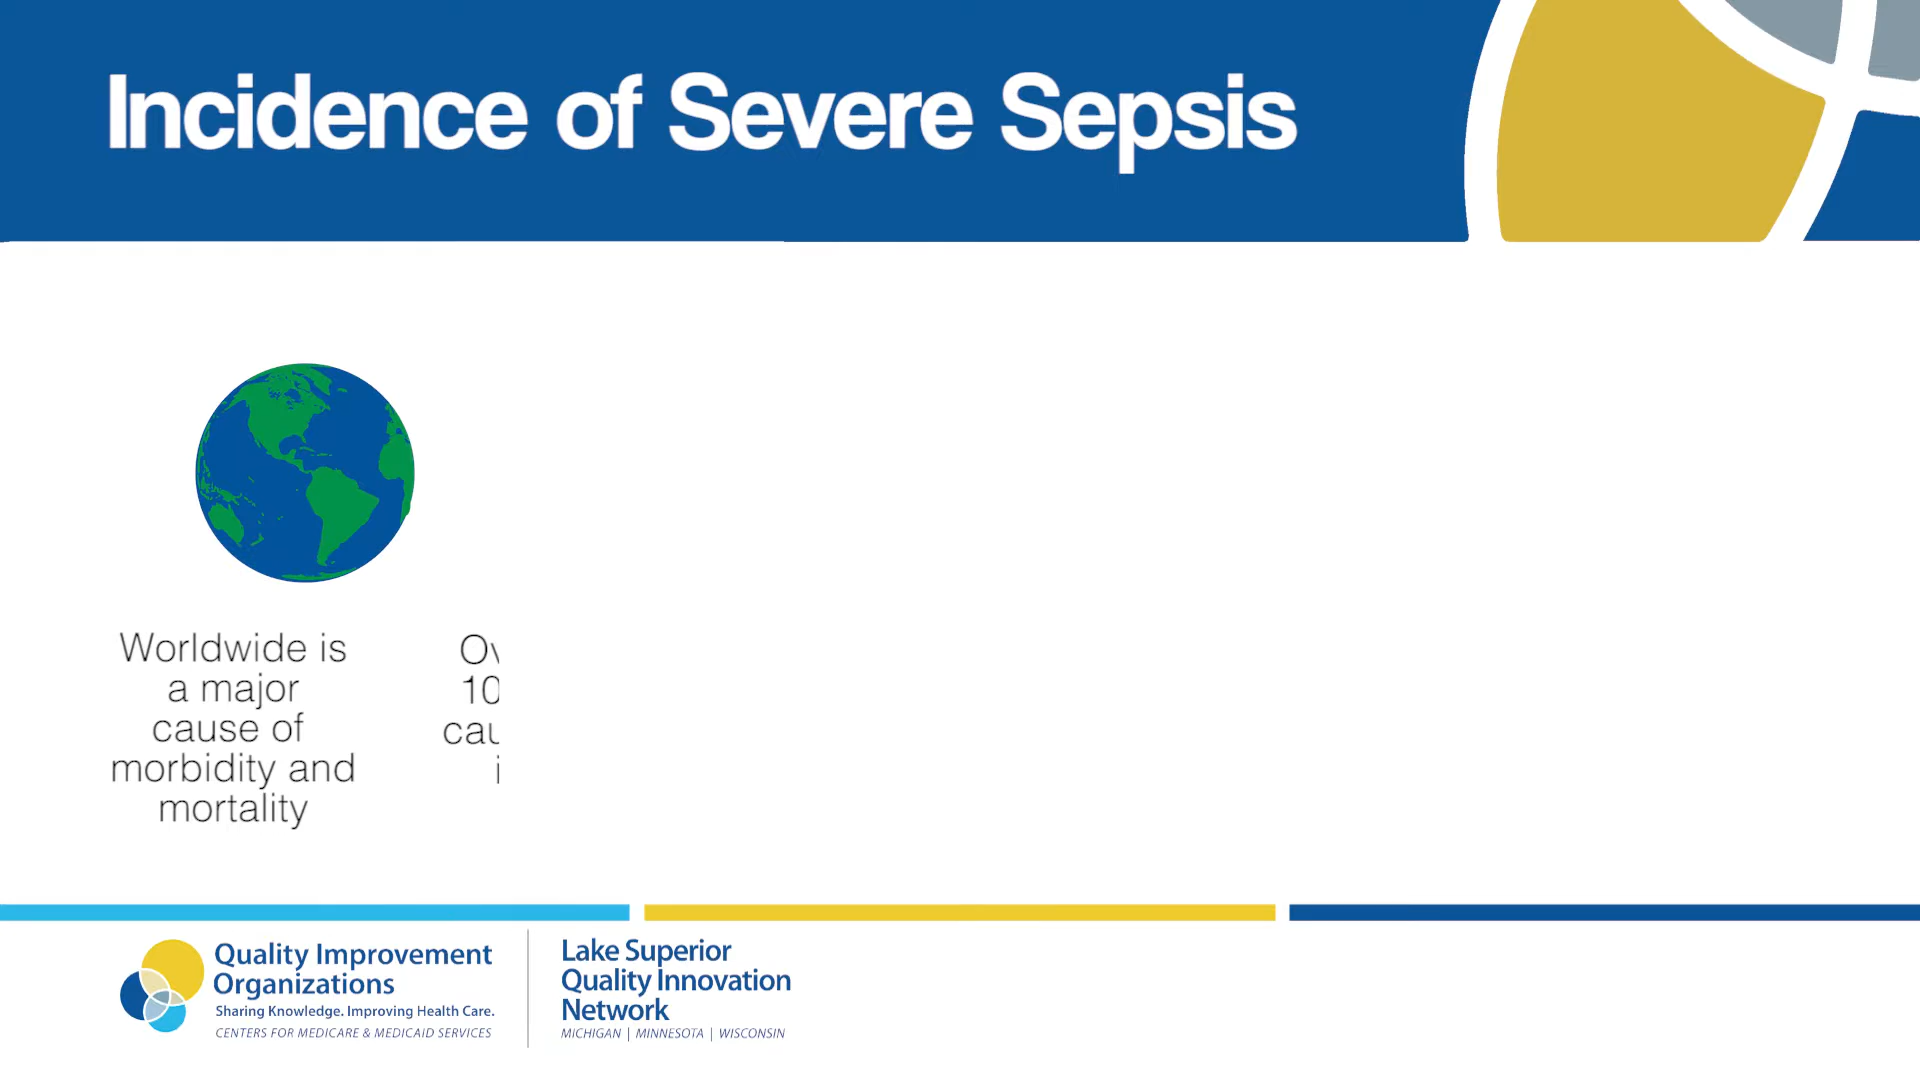 Incidence of Severe Sepsis
Worldwide is
a major
cause of
morbidity and
mortality
10
Quality Improvement
Organizations
Sharing Knowledge. Improving Health Care.
CENTERS FOR MEDICARE & MEDICAID SERVICES
Lake Superior
Quality Innovation
Network
MICHIGAN | MINNESOTA | WISCONSIN